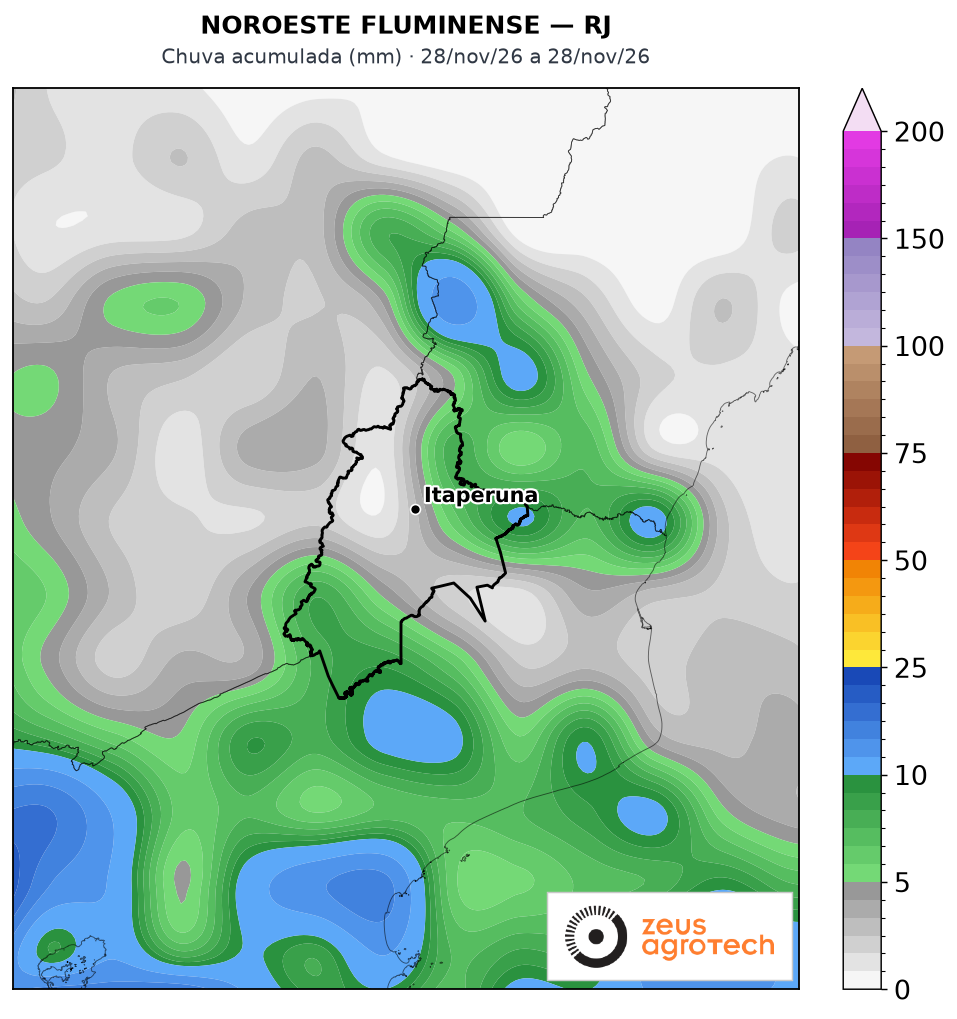 NOROESTE FLUMINENSE — RJ
Chuva acumulada (mm) · 28/nov/26 a 28/nov/26
200
150
100
75
50
25
10
5
0
Itaperuna
zeus
agrotech